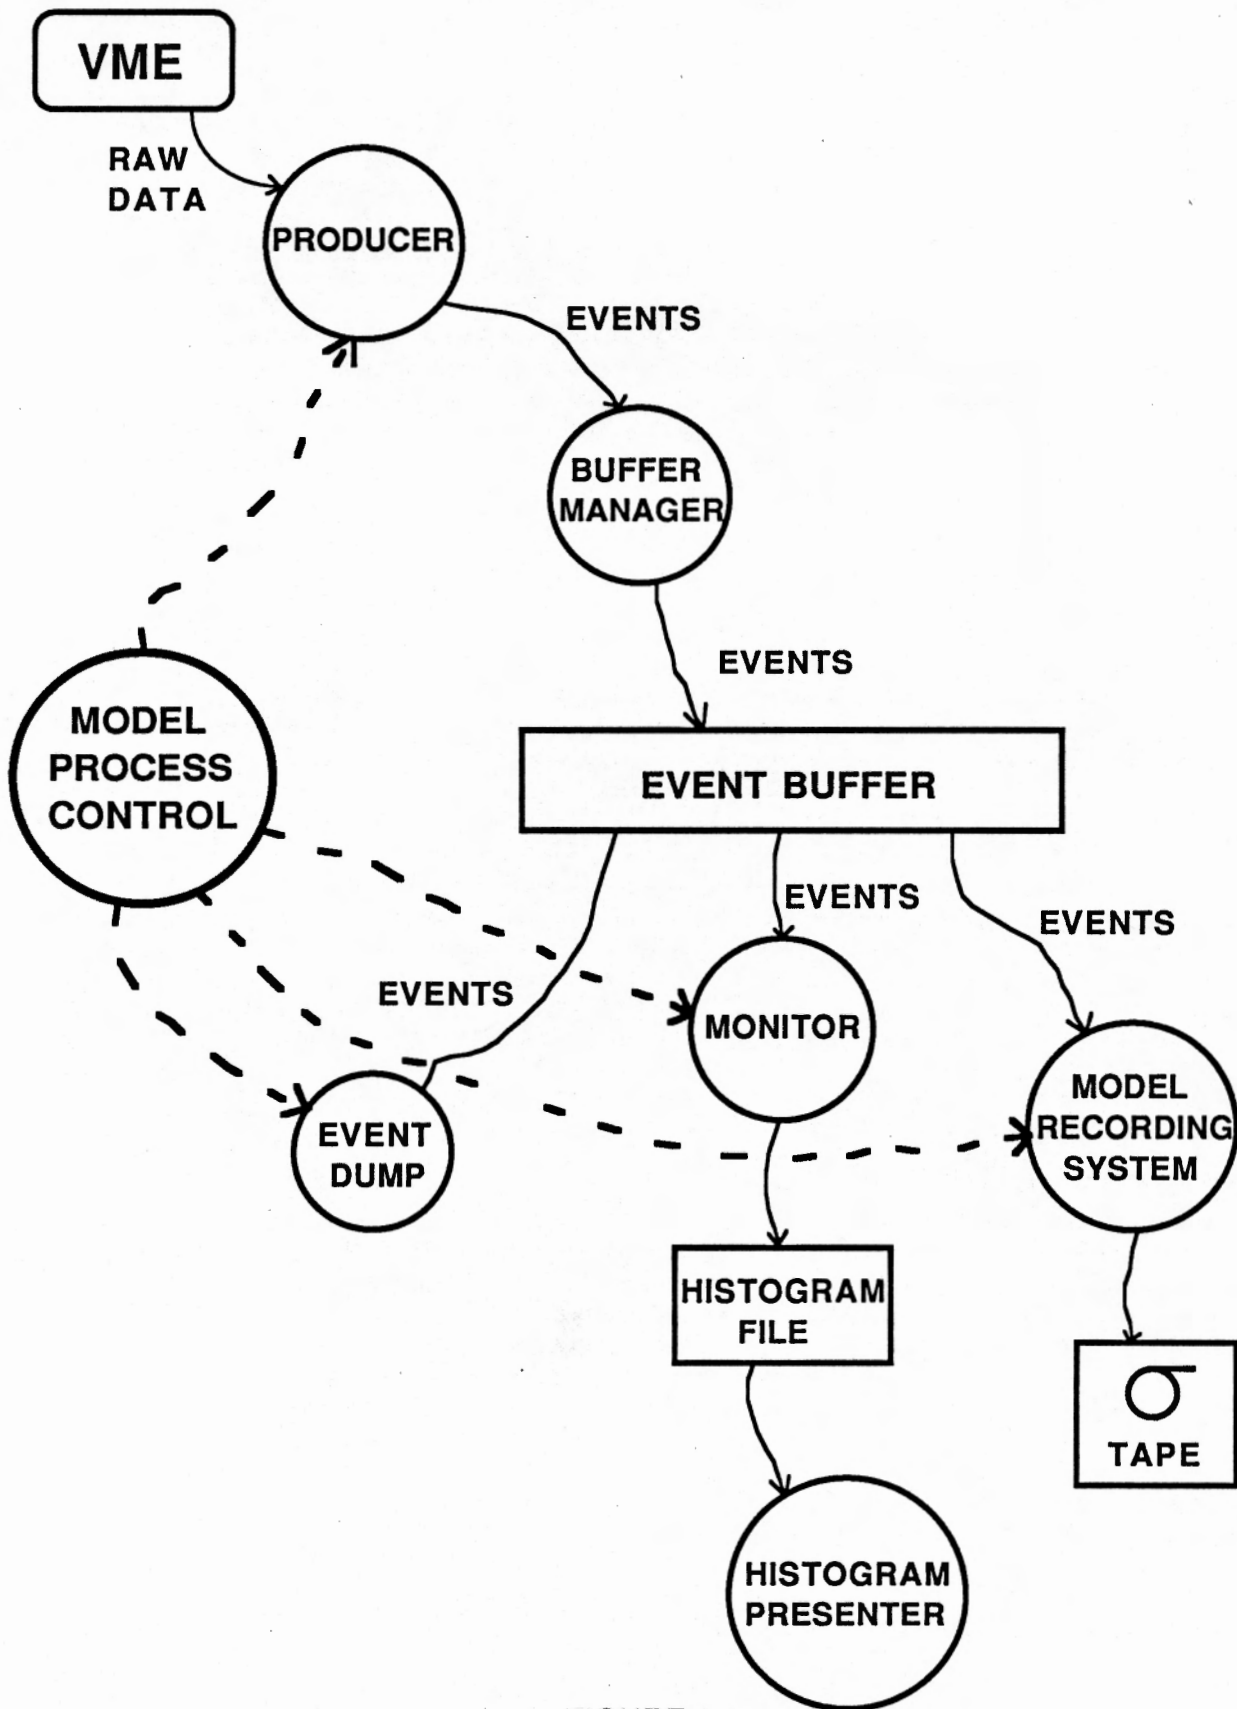 VME
RAW
DATA
PRODUCER
EVENTS
BUFFER
MANAGER
EVENTS
MODEL
PROCESS
CONTROL
EVENT BUFFER
EVENTS
EVENTS
EVENTS
MONITOR
EVENT
DUMP
MODEL
RECORDING
SYSTEM
HISTOGRAM
FILE
TAPE
HISTOGRAM
PRESENTER